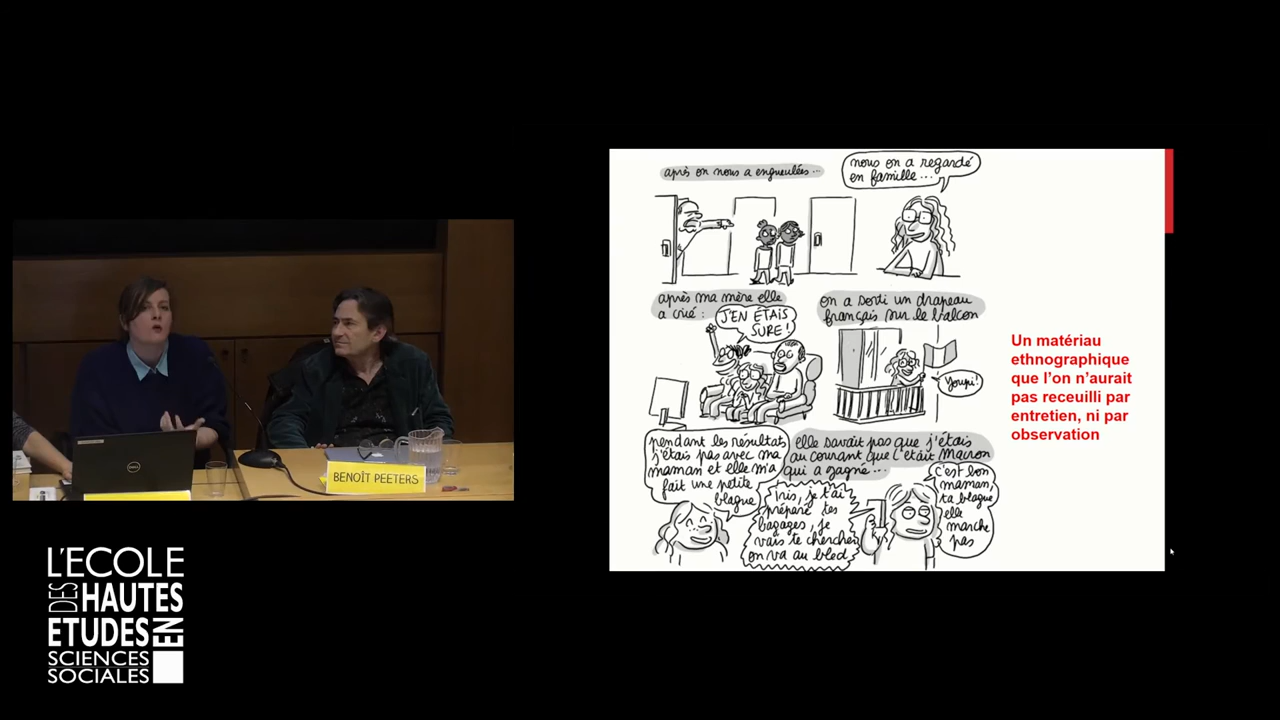 après on nous a engueulées...
nous on a regardé
en famille...
après ma mère elle
a crié :
J'EN ÉTAIS
SURE !
on a sorti un drapeau
français sur le balcon
Youpi!
pendant les résultats,
j'étais pas avec ma
maman et elle m'a
fait une petite
blague
elle savait pas que j'étais
au courant que c'était Macron
qui a gagné...
Iris, je t'ai
préparé tes
bagages, je
vais te chercher
on va au bled
c'est bon
maman,
ta blague
elle
marche
pas
Un matériau
ethnographique
que l'on n'aurait
pas receuilli par
entretien, ni par
observation
DELL
BENOÎT PEETERS
L'ECOLE
DES HAUTES
ETUDES EN
SCIENCES
SOCIALES